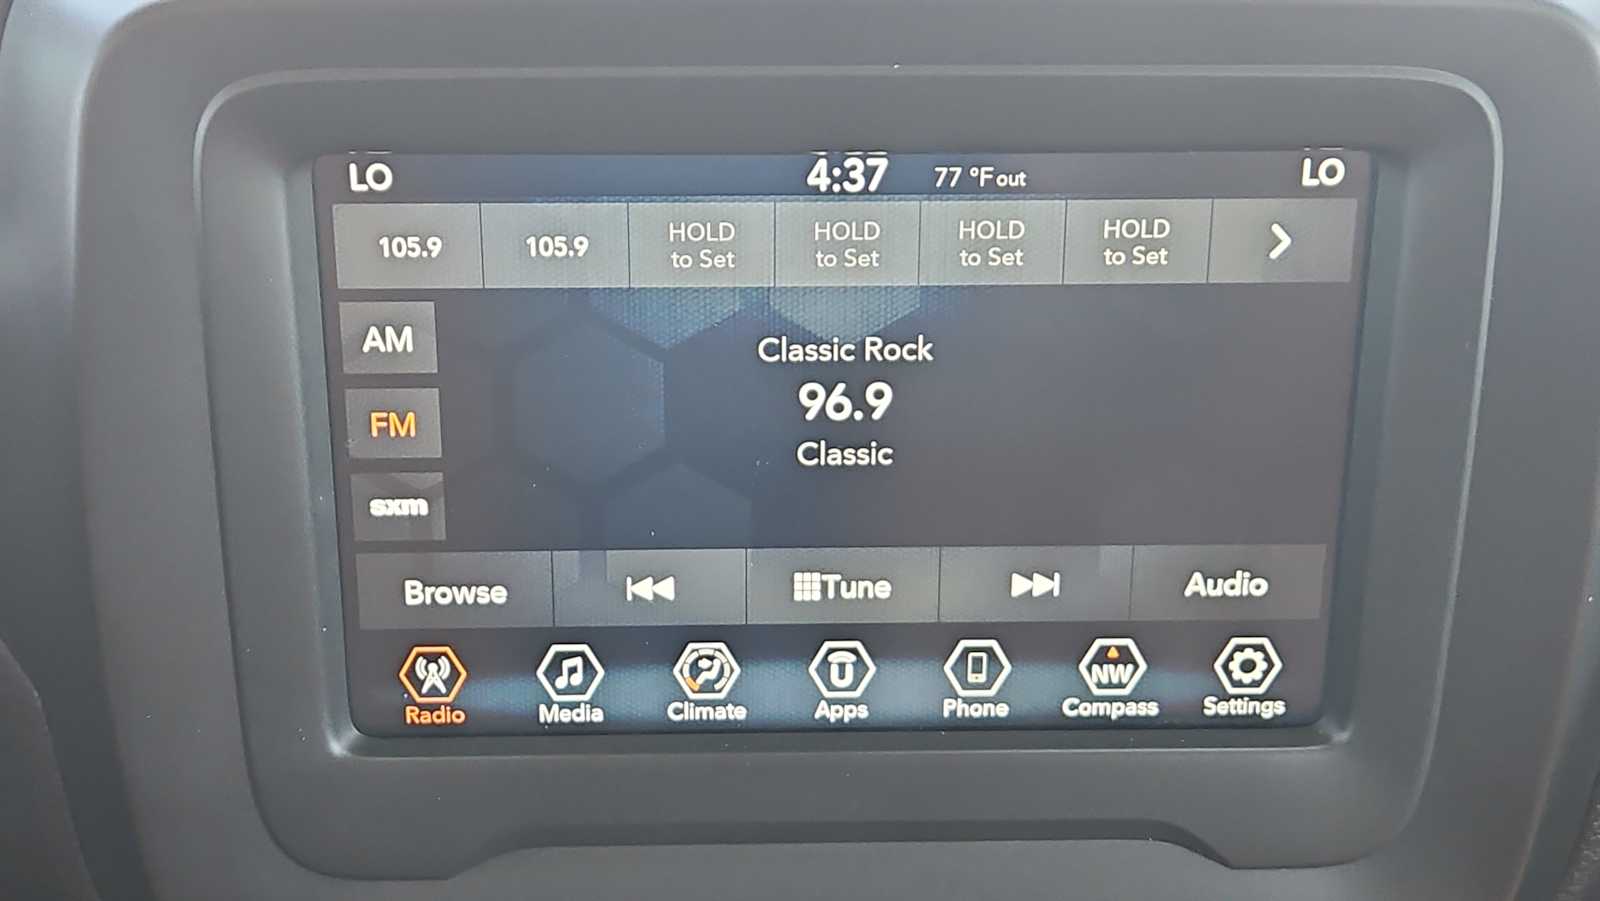 LO 4:37 77 °F out LO
105.9 105.9 HOLD to Set HOLD to Set HOLD to Set HOLD to Set
AM
Classic Rock
96.9
FM
Classic
sxm
Browse Tune Audio
NW
Radio Media Climate Apps Phone Compass Settings